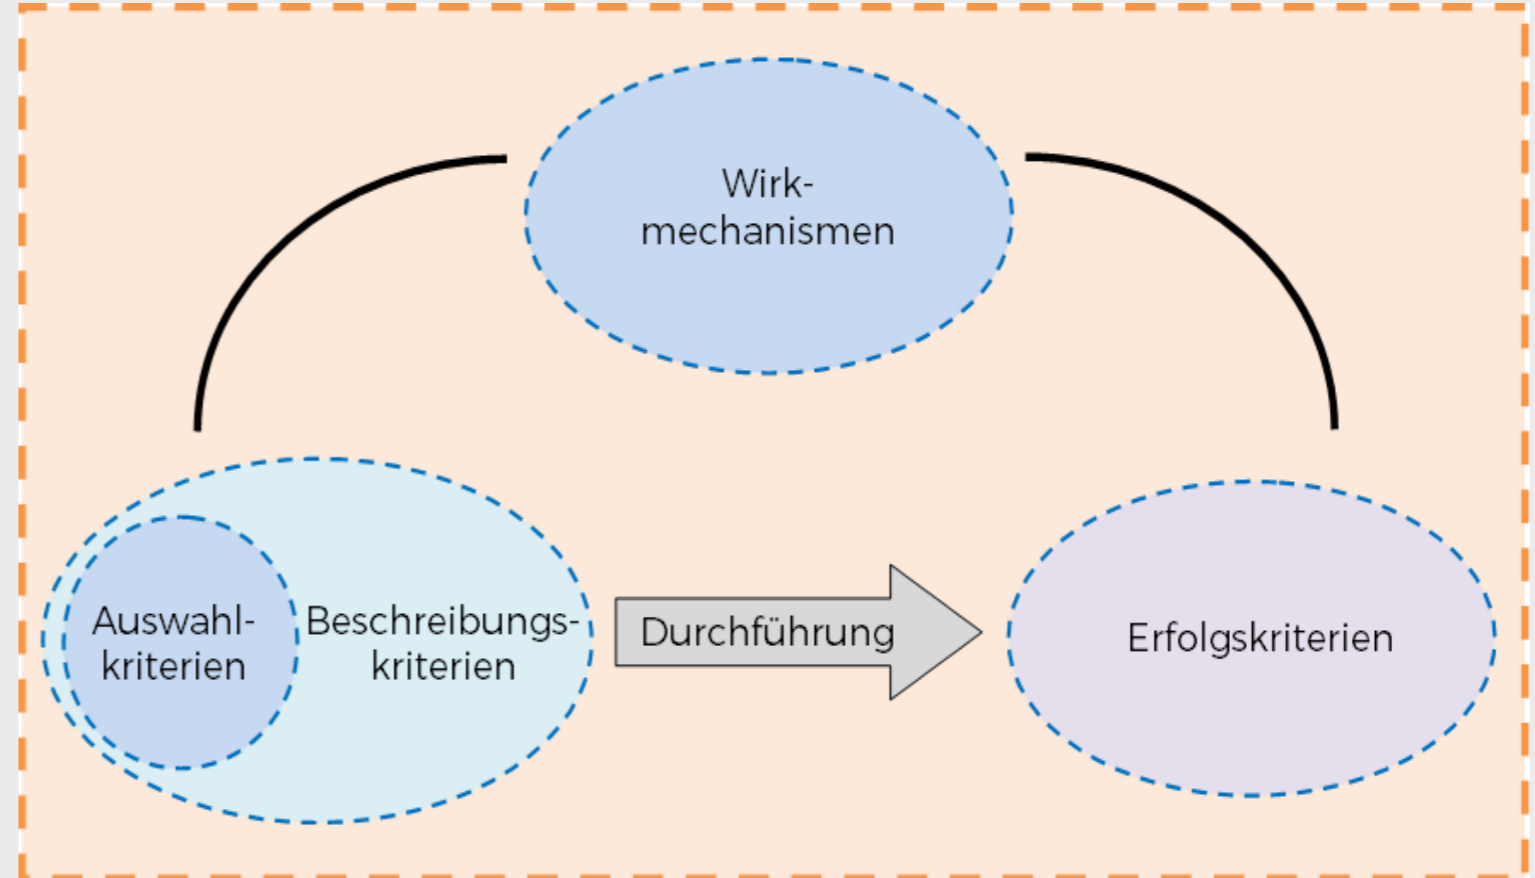 Wirk-
mechanismen
Auswahl-
kriterien
Beschreibungs-
kriterien
Durchführung
Erfolgskriterien